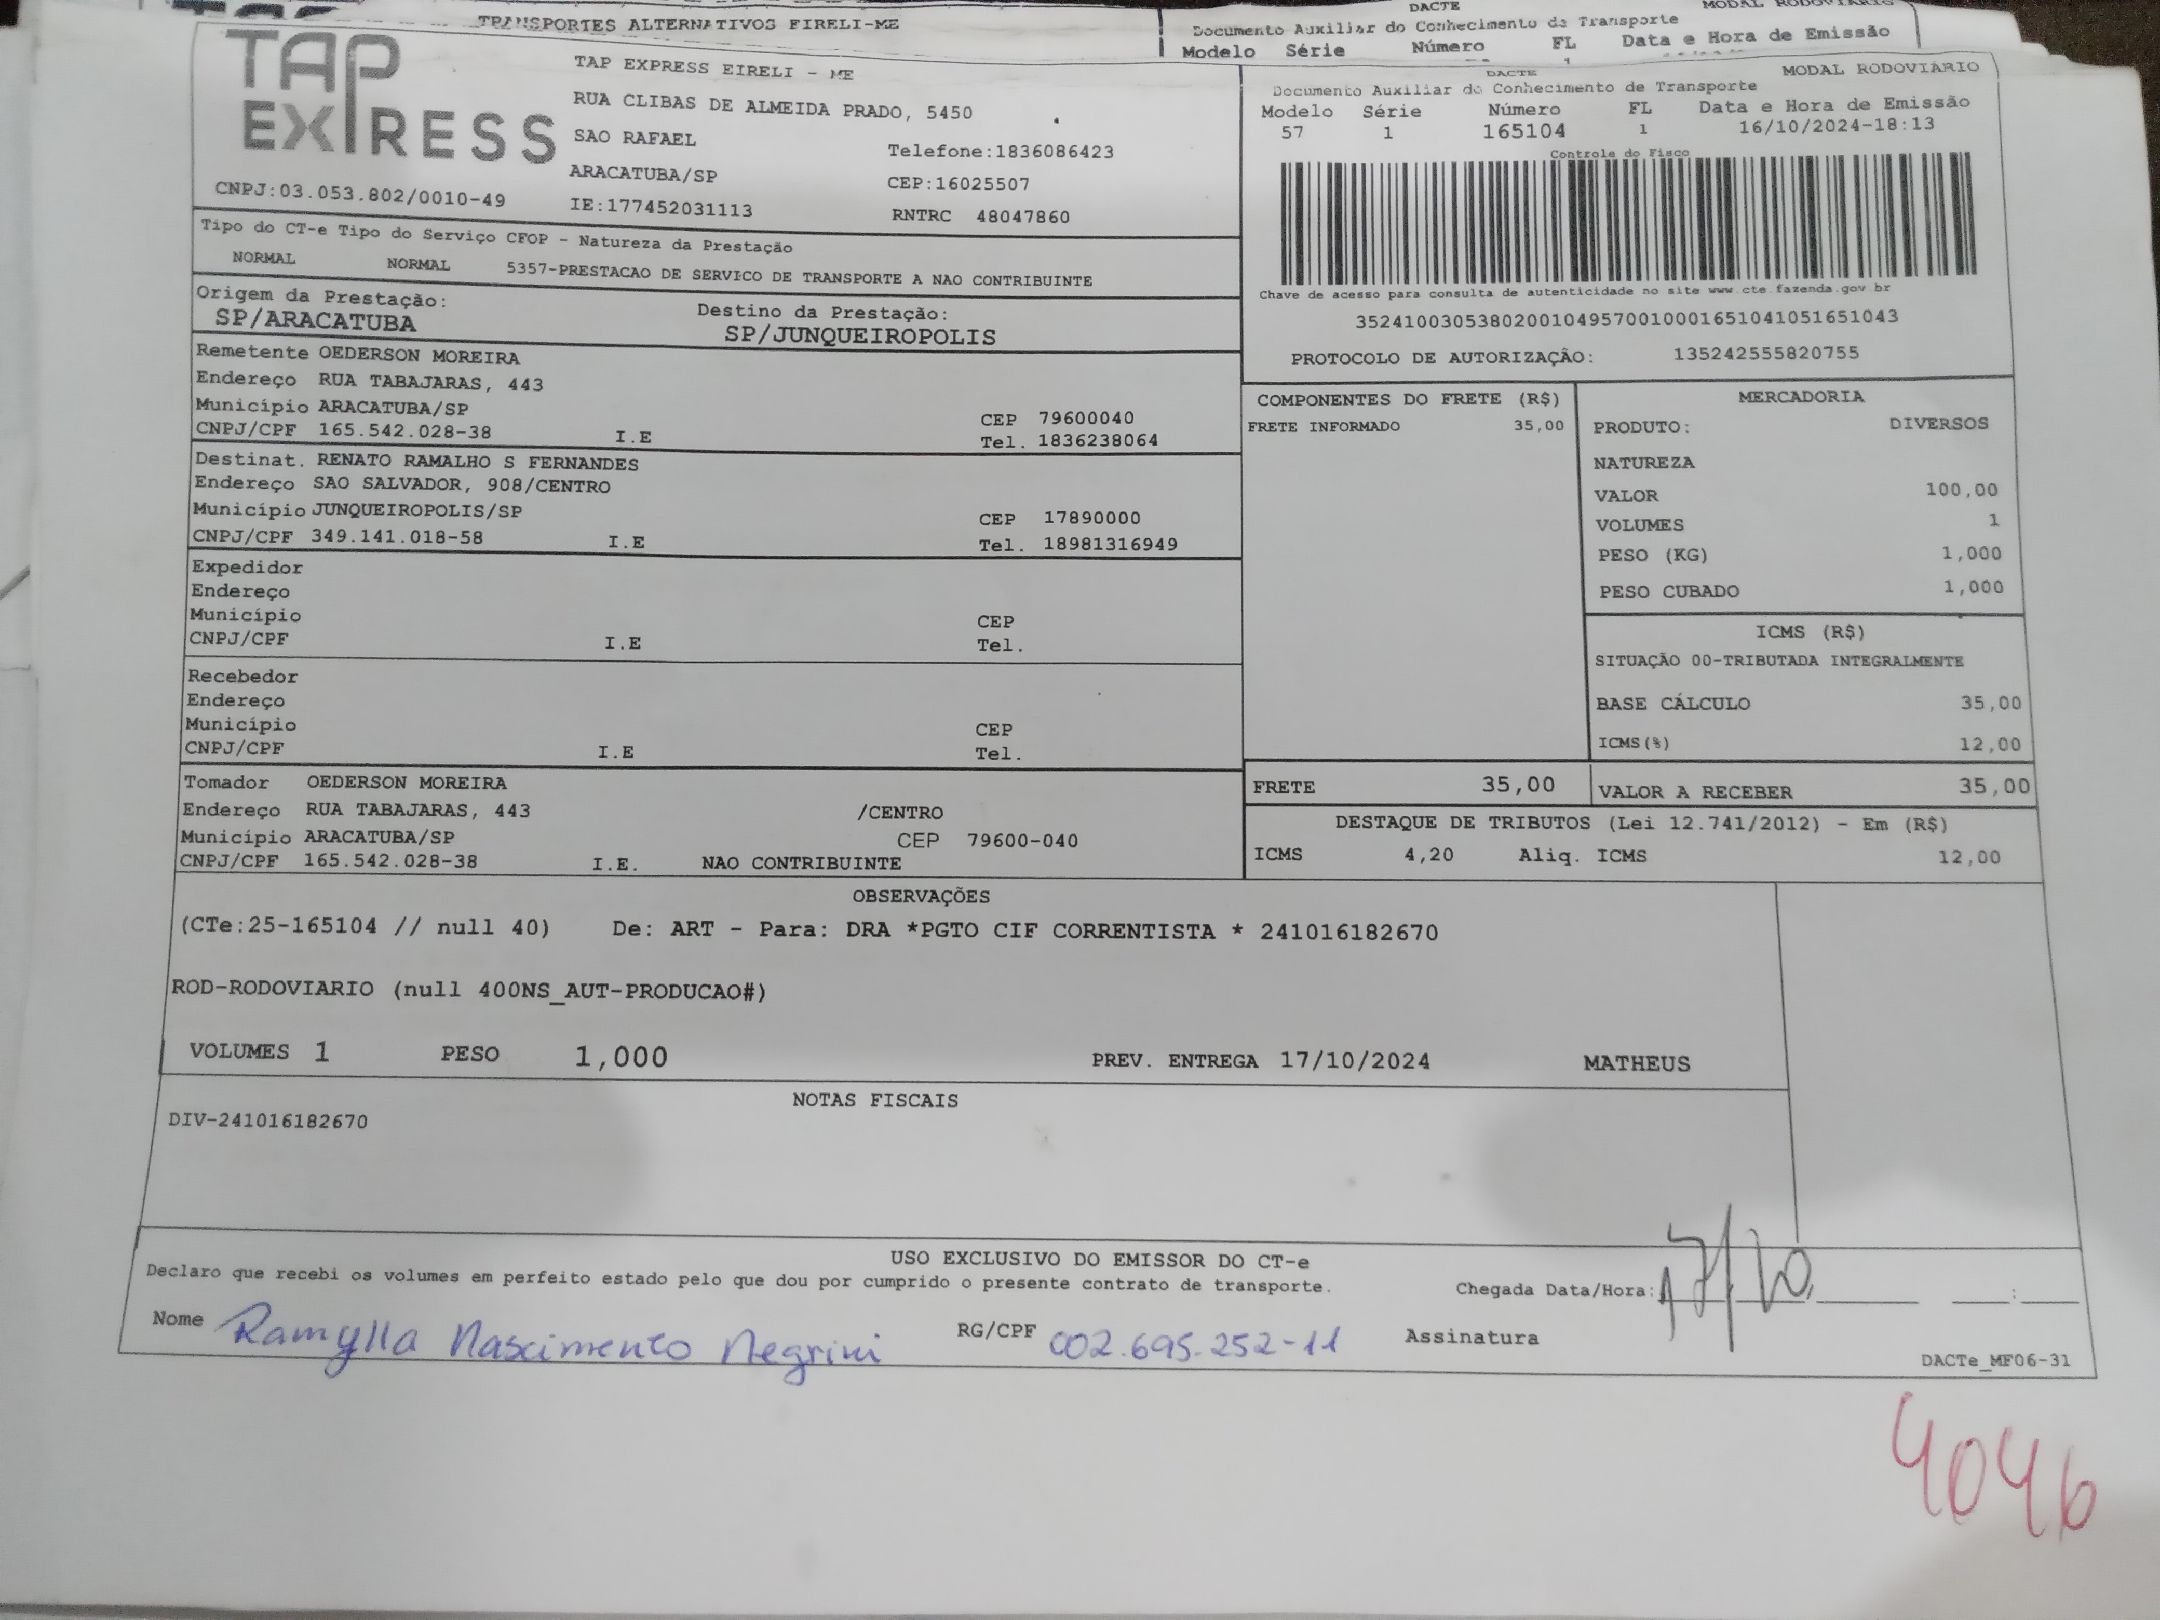 TRANSPORTES ALTERNATIVOS EIRELI-ME
DACTE
MODAL RODOVIARIO
Documento Auxiliar do Conhecimento de Transporte
Modelo Série Número FL Data e Hora de Emissão
TAP EXPRESS
TAP EXPRESS EIRELI - ME
RUA CLIBAS DE ALMEIDA PRADO, 5450
SAO RAFAEL
Telefone:1836086423
ARACATUBA/SP
CEP:16025507
CNPJ:03.053.802/0010-49
IE:177452031113
RNTRC 48047860
DACTE
MODAL RODOVIARIO
Documento Auxiliar do Conhecimento de Transporte
Modelo Série Número FL Data e Hora de Emissão
57 1 165104 1 16/10/2024-18:13
Controle do Fisco
Chave de acesso para consulta de autenticidade no site www.cte.fazenda.gov.br
35241003053802001049570010001651041051651043
PROTOCOLO DE AUTORIZAÇÃO: 135242555820755
Tipo do CT-e Tipo do Serviço CFOP - Natureza da Prestação
NORMAL NORMAL 5357-PRESTACAO DE SERVICO DE TRANSPORTE A NAO CONTRIBUINTE
Origem da Prestação: Destino da Prestação:
SP/ARACATUBA SP/JUNQUEIROPOLIS
Remetente OEDERSON MOREIRA
Endereço RUA TABAJARAS, 443
Município ARACATUBA/SP CEP 79600040
CNPJ/CPF 165.542.028-38 I.E Tel. 1836238064
Destinat. RENATO RAMALHO S FERNANDES
Endereço SAO SALVADOR, 908/CENTRO
Município JUNQUEIROPOLIS/SP CEP 17890000
CNPJ/CPF 349.141.018-58 I.E Tel. 18981316949
Expedidor
Endereço
Município CEP
CNPJ/CPF I.E Tel.
Recebedor
Endereço
Município CEP
CNPJ/CPF I.E Tel.
Tomador OEDERSON MOREIRA
Endereço RUA TABAJARAS, 443 /CENTRO
Município ARACATUBA/SP CEP 79600-040
CNPJ/CPF 165.542.028-38 I.E. NAO CONTRIBUINTE
COMPONENTES DO FRETE (R$)
FRETE INFORMADO 35,00
MERCADORIA
PRODUTO: DIVERSOS
NATUREZA
VALOR 100,00
VOLUMES 1
PESO (KG) 1,000
PESO CUBADO 1,000
ICMS (R$)
SITUAÇÃO 00-TRIBUTADA INTEGRALMENTE
BASE CÁLCULO 35,00
ICMS(%) 12,00
FRETE 35,00 VALOR A RECEBER 35,00
DESTAQUE DE TRIBUTOS (Lei 12.741/2012) - Em (R$)
ICMS 4,20 Aliq. ICMS 12,00
OBSERVAÇÕES
(CTe:25-165104 // null 40) De: ART - Para: DRA *PGTO CIF CORRENTISTA * 241016182670
ROD-RODOVIARIO (null 400NS_AUT-PRODUCAO#)
VOLUMES 1 PESO 1,000 PREV. ENTREGA 17/10/2024 MATHEUS
NOTAS FISCAIS
DIV-241016182670
USO EXCLUSIVO DO EMISSOR DO CT-e
Declaro que recebi os volumes em perfeito estado pelo que dou por cumprido o presente contrato de transporte.
Chegada Data/Hora: 17/10 ____ __:__
Nome Ramylla Nascimento Negrini RG/CPF 002.695.252-11 Assinatura
DACTe_MF06-31
4046